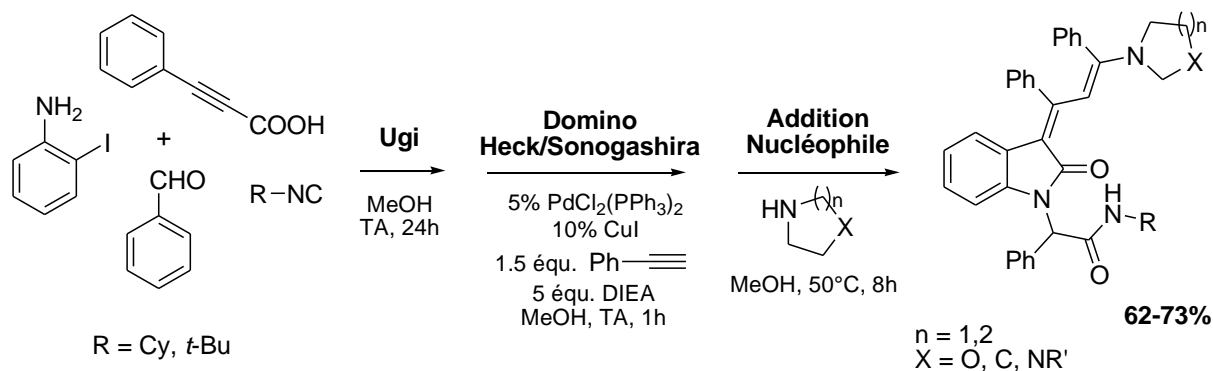 NH2
I
+
COOH
CHO
R–NC
R = Cy, t-Bu
Ugi
MeOH
TA, 24h
Domino
Heck/Sonogashira
5% PdCl2(PPh3)2
10% CuI
1.5 équ. Ph
5 équ. DIEA
MeOH, TA, 1h
Addition
Nucléophile
HN
( )n
X
MeOH, 50°C, 8h
Ph
Ph
N
( )n
X
O
N
H
N
R
Ph
O
62-73%
n = 1,2
X = O, C, NR'